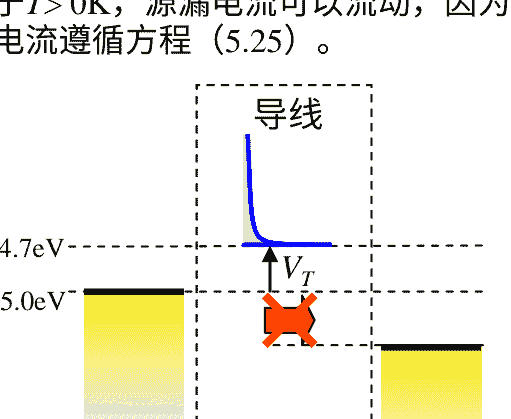 于T>0K，源漏电流可以流动，因为
电流遵循方程（5.25）。
导线
4.7eV
V_T
5.0eV